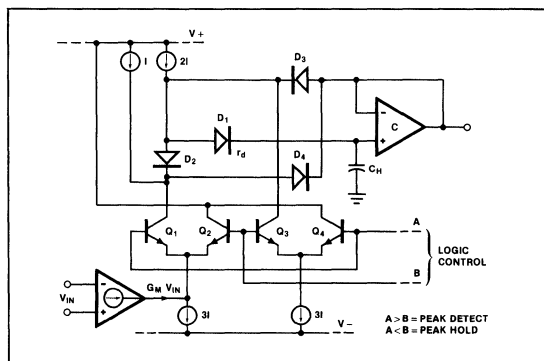 V+
I
2I
D3
D1
rd
D2
D4
C
CH
Q1
Q2
Q3
Q4
A
B
LOGIC
CONTROL
VIN
GM VIN
3I
3I
V−
A > B = PEAK DETECT
A < B = PEAK HOLD